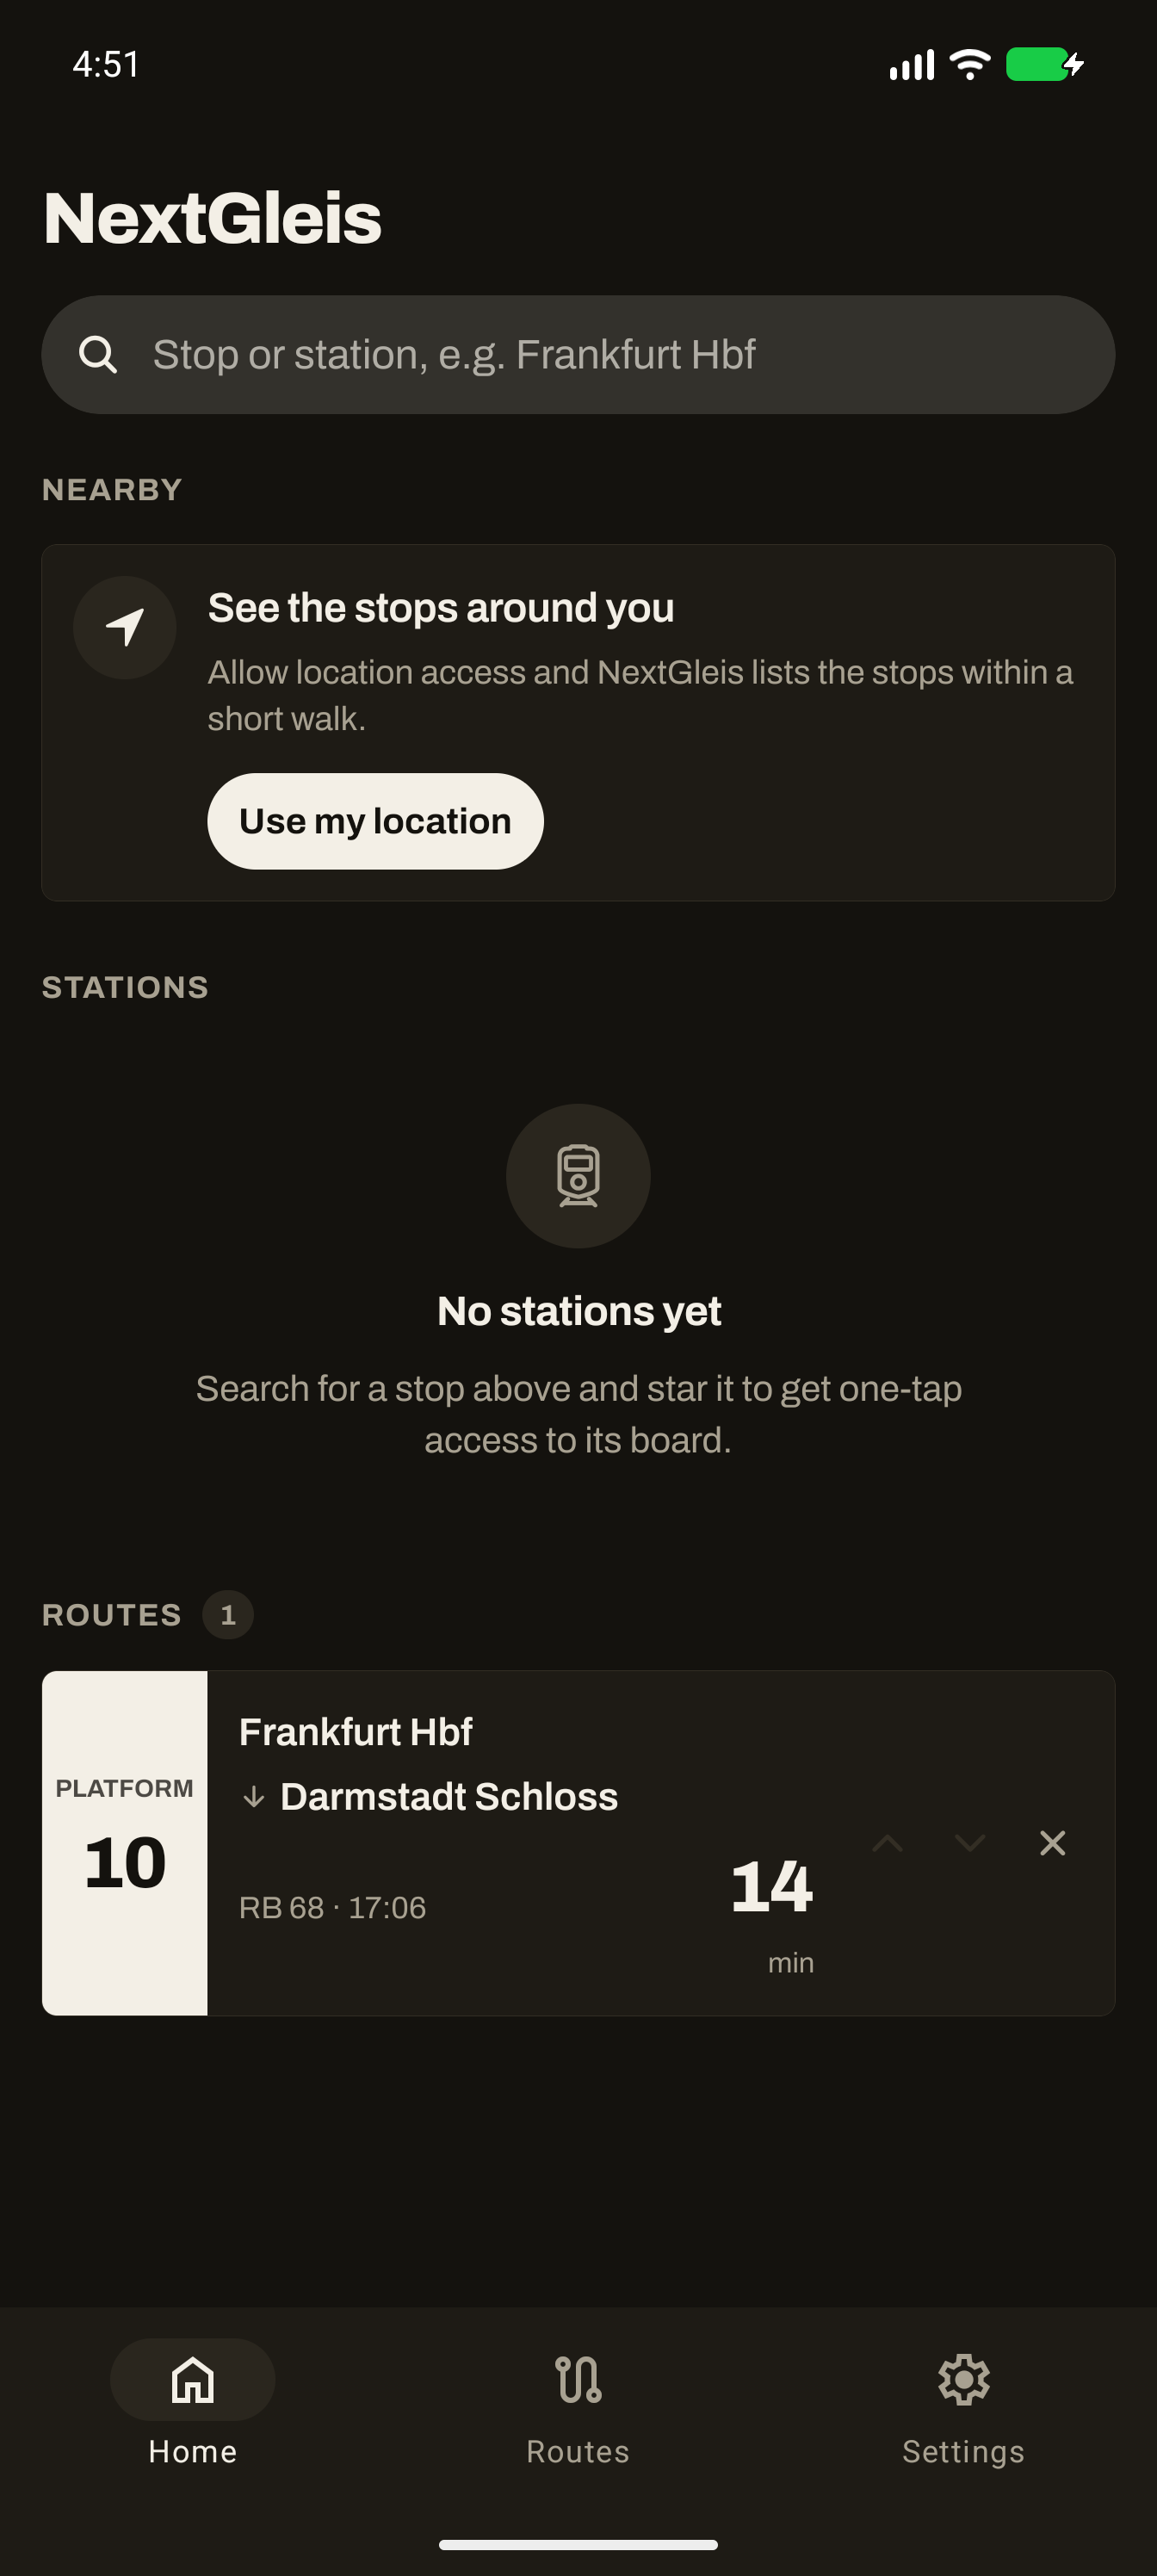 4:51
NextGleis
Stop or station, e.g. Frankfurt Hbf
NEARBY
See the stops around you
Allow location access and NextGleis lists the stops within a
short walk.
Use my location
STATIONS
No stations yet
Search for a stop above and star it to get one-tap
access to its board.
ROUTES 1
PLATFORM
10
Frankfurt Hbf
↓ Darmstadt Schloss
RB 68 · 17:06
14
min
Home
Routes
Settings